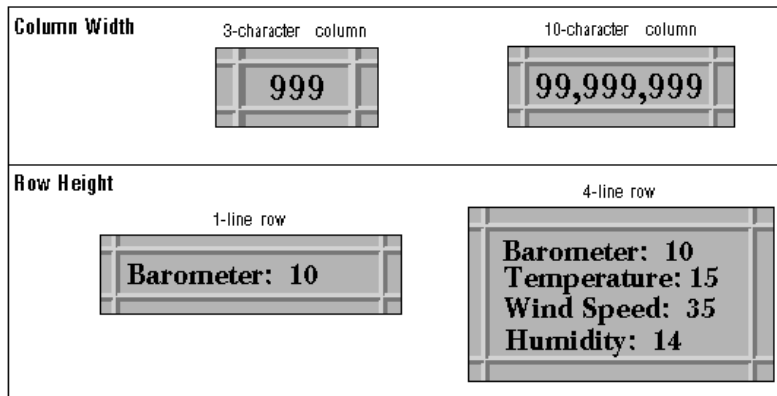 Column Width
3-character column
10-character column
999
99,999,999
Row Height
1-line row
4-line row
Barometer: 10
Barometer: 10
Temperature: 15
Wind Speed: 35
Humidity: 14